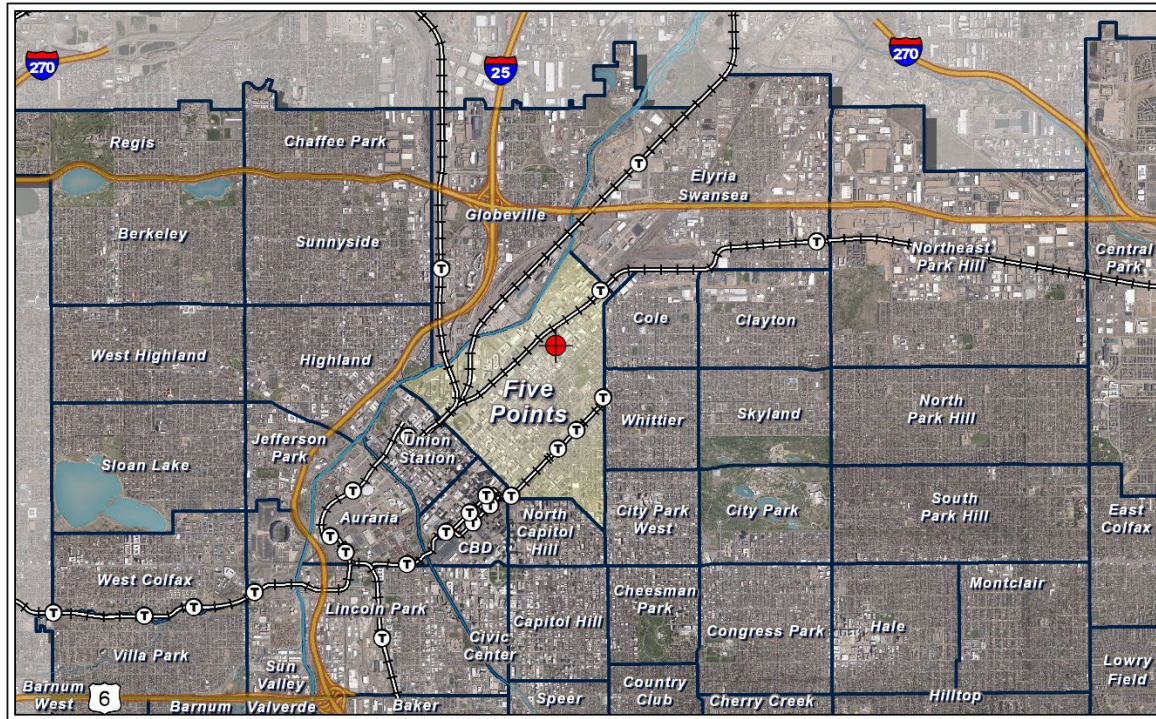 270
25
270
Regis
Chaffee Park
Elyria
Swansea
T
Globeville
Berkeley
Sunnyside
T
Northeast
Park Hill
Central
Park
T
T
Cole
Clayton
West Highland
Highland
Five
Points
T
Whittier
Skyland
North
Park Hill
T
T
Jefferson
Park
Union
Station
Sloan Lake
T
T
T
T
T
T
T
Auraria
North
Capitol
Hill
City Park
West
City Park
South
Park Hill
East
Colfax
T
T
CBD
T
T
West Colfax
T
T
T
T
Lincoln Park
Cheesman
Park
Montclair
Capitol Hill
Congress Park
Hale
T
Civic
Center
Villa Park
Sun
Valley
Lowry
Field
Barnum
West
6
Barnum
Valverde
Baker
Speer
Country
Club
Cherry Creek
Hilltop